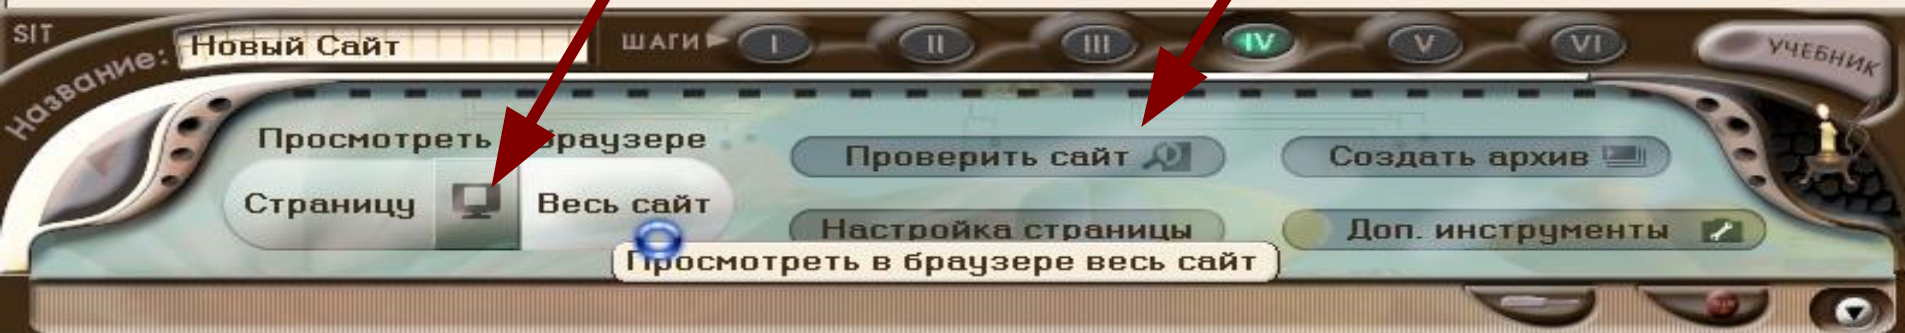 SIT
Название: Новый Сайт
ШАГИ I II III IV V VI
УЧЕБНИК
Просмотреть браузере
Страницу Весь сайт
Проверить сайт
Создать архив
Настройка страницы
Доп. инструменты
Просмотреть в браузере весь сайт